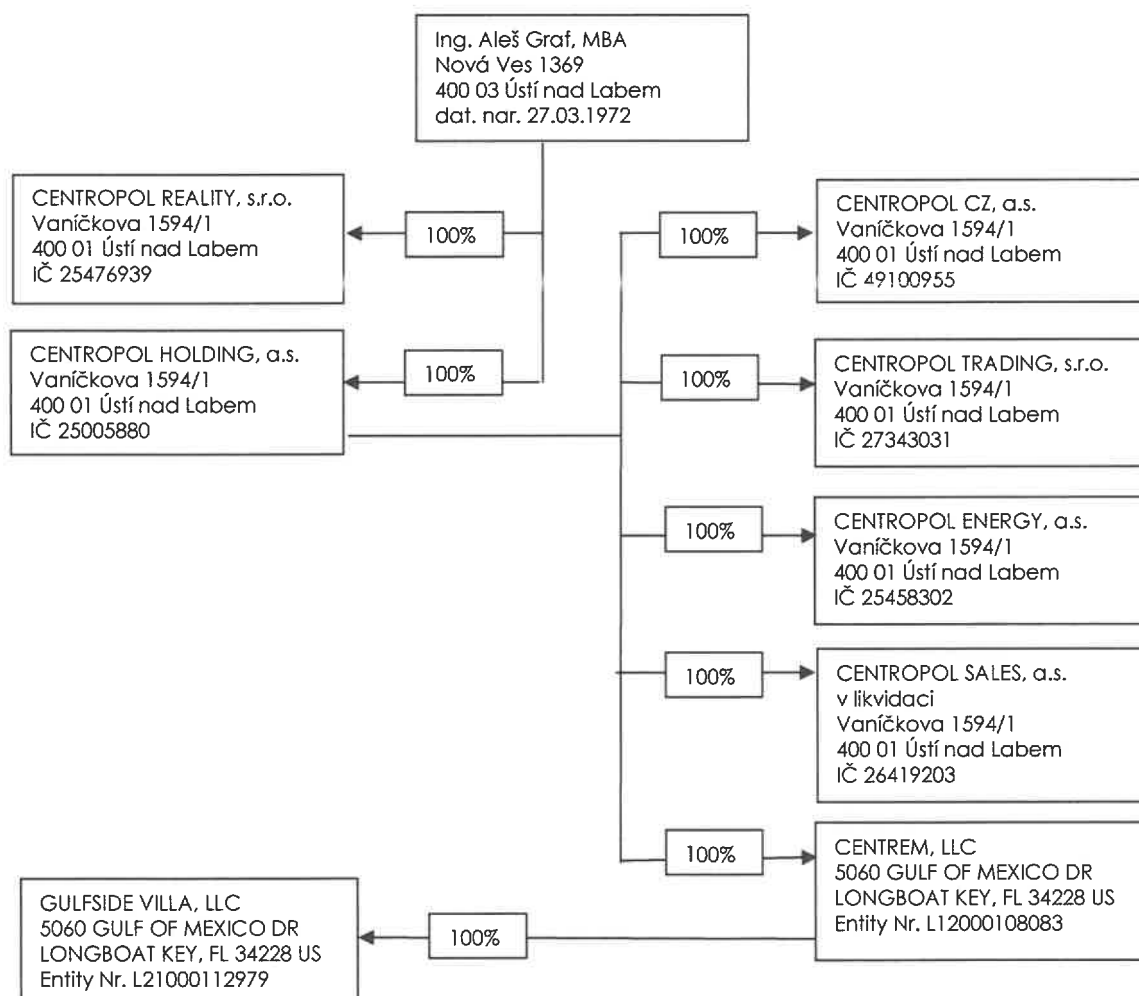 Ing. Aleš Graf, MBA
Nová Ves 1369
400 03 Ústí nad Labem
dat. nar. 27.03.1972
CENTROPOL REALITY, s.r.o.
Vaníčkova 1594/1
400 01 Ústí nad Labem
IČ 25476939
100%
100%
CENTROPOL CZ, a.s.
Vaníčkova 1594/1
400 01 Ústí nad Labem
IČ 49100955
CENTROPOL HOLDING, a.s.
Vaníčkova 1594/1
400 01 Ústí nad Labem
IČ 25005880
100%
100%
CENTROPOL TRADING, s.r.o.
Vaníčkova 1594/1
400 01 Ústí nad Labem
IČ 27343031
100%
CENTROPOL ENERGY, a.s.
Vaníčkova 1594/1
400 01 Ústí nad Labem
IČ 25458302
100%
CENTROPOL SALES, a.s.
v likvidaci
Vaníčkova 1594/1
400 01 Ústí nad Labem
IČ 26419203
100%
CENTREM, LLC
5060 GULF OF MEXICO DR
LONGBOAT KEY, FL 34228 US
Entity Nr. L12000108083
GULFSIDE VILLA, LLC
5060 GULF OF MEXICO DR
LONGBOAT KEY, FL 34228 US
Entity Nr. L21000112979
100%